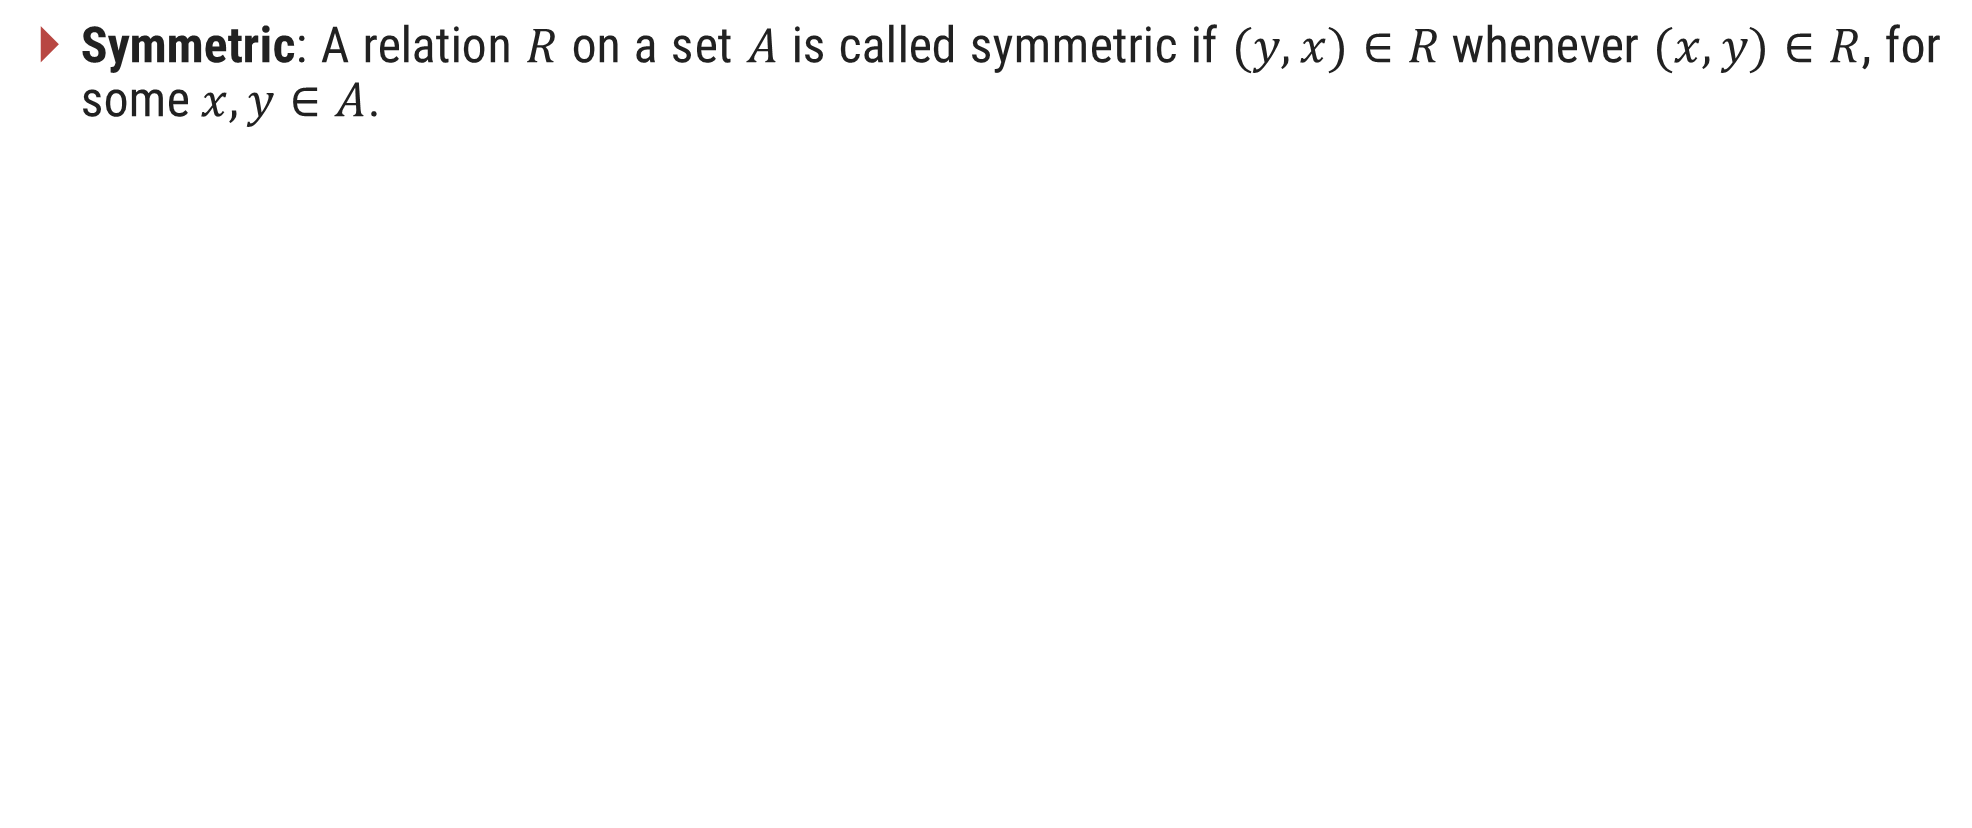 Symmetric: A relation R on a set A is called symmetric if (y, x) ∈ R whenever (x, y) ∈ R, for
some x, y ∈ A.